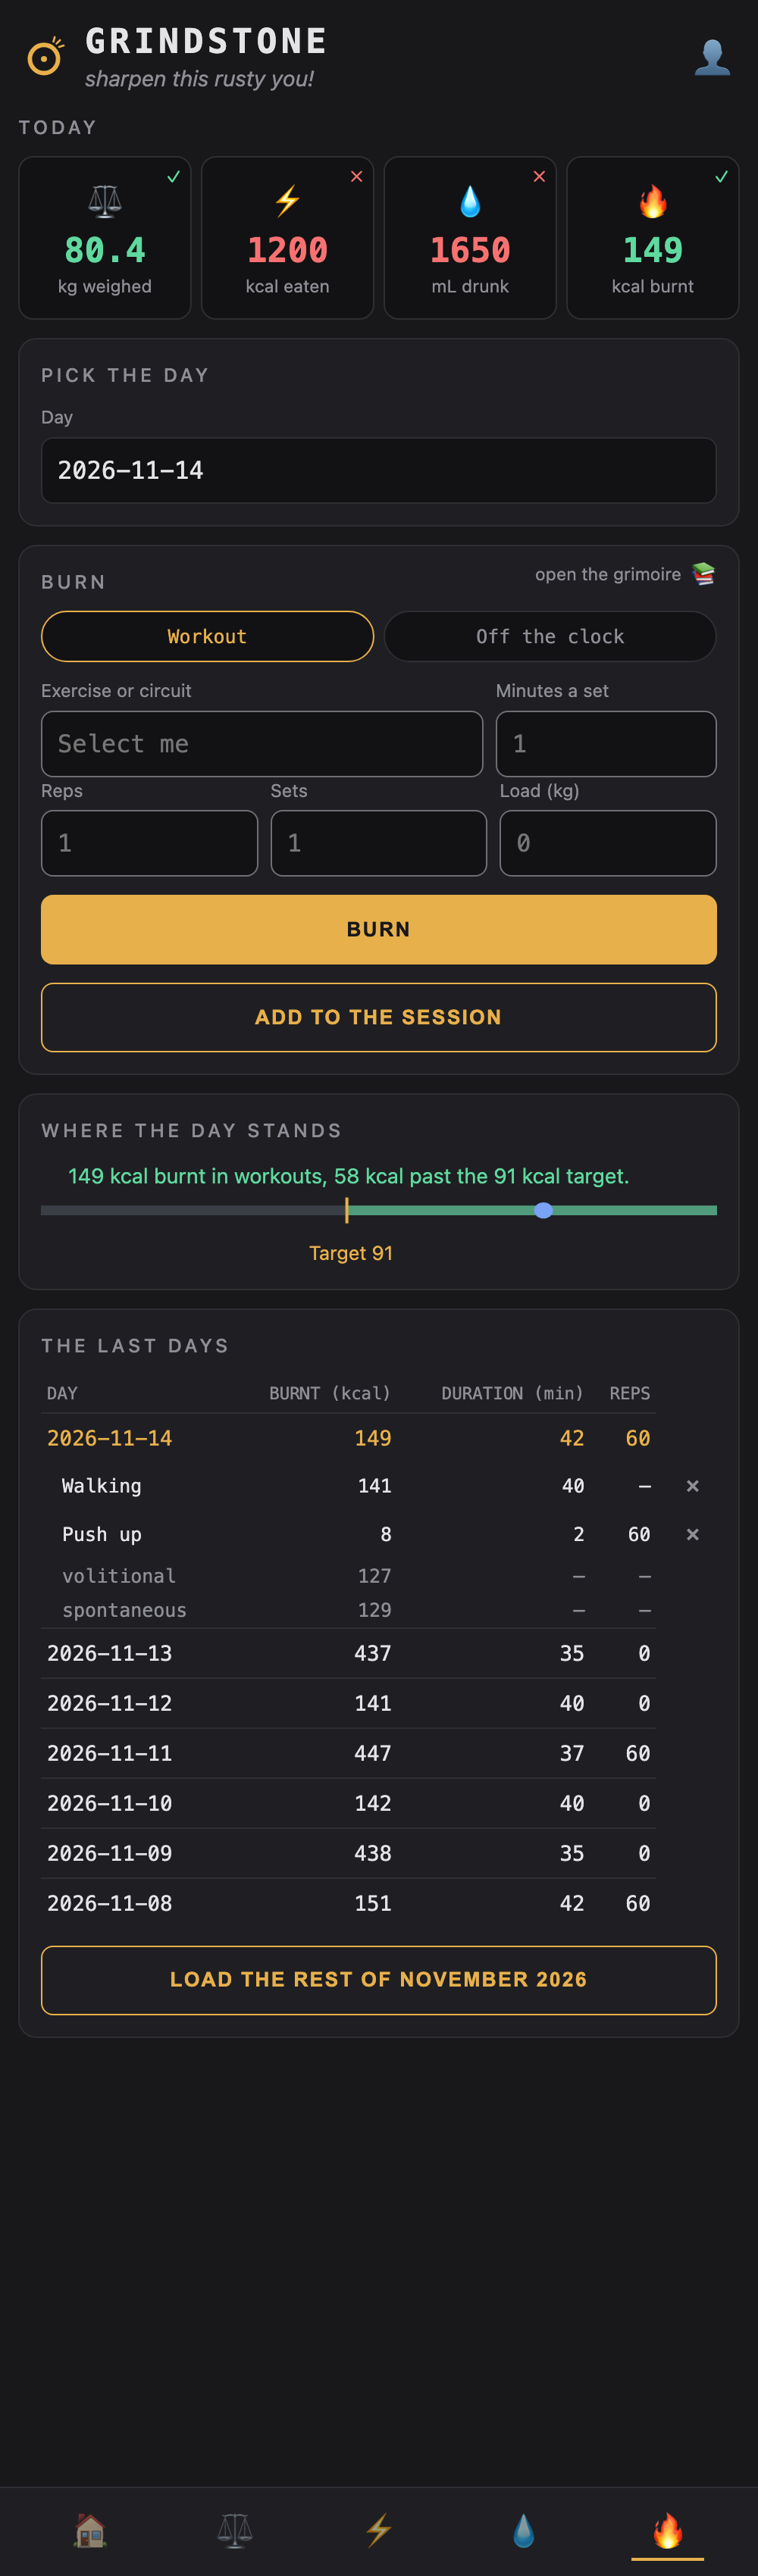 GRINDSTONE
sharpen this rusty you!
TODAY
✓ ✕ ✕ ✓
80.4 1200 1650 149
kg weighed kcal eaten mL drunk kcal burnt
PICK THE DAY
Day
2026-11-14
BURN open the grimoire
Workout Off the clock
Exercise or circuit Minutes a set
Select me 1
Reps Sets Load (kg)
1 1 0
BURN
ADD TO THE SESSION
WHERE THE DAY STANDS
149 kcal burnt in workouts, 58 kcal past the 91 kcal target.
Target 91
THE LAST DAYS
DAY BURNT (kcal) DURATION (min) REPS
2026-11-14 149 42 60
Walking 141 40 – ×
Push up 8 2 60 ×
volitional 127 – –
spontaneous 129 – –
2026-11-13 437 35 0
2026-11-12 141 40 0
2026-11-11 447 37 60
2026-11-10 142 40 0
2026-11-09 438 35 0
2026-11-08 151 42 60
LOAD THE REST OF NOVEMBER 2026